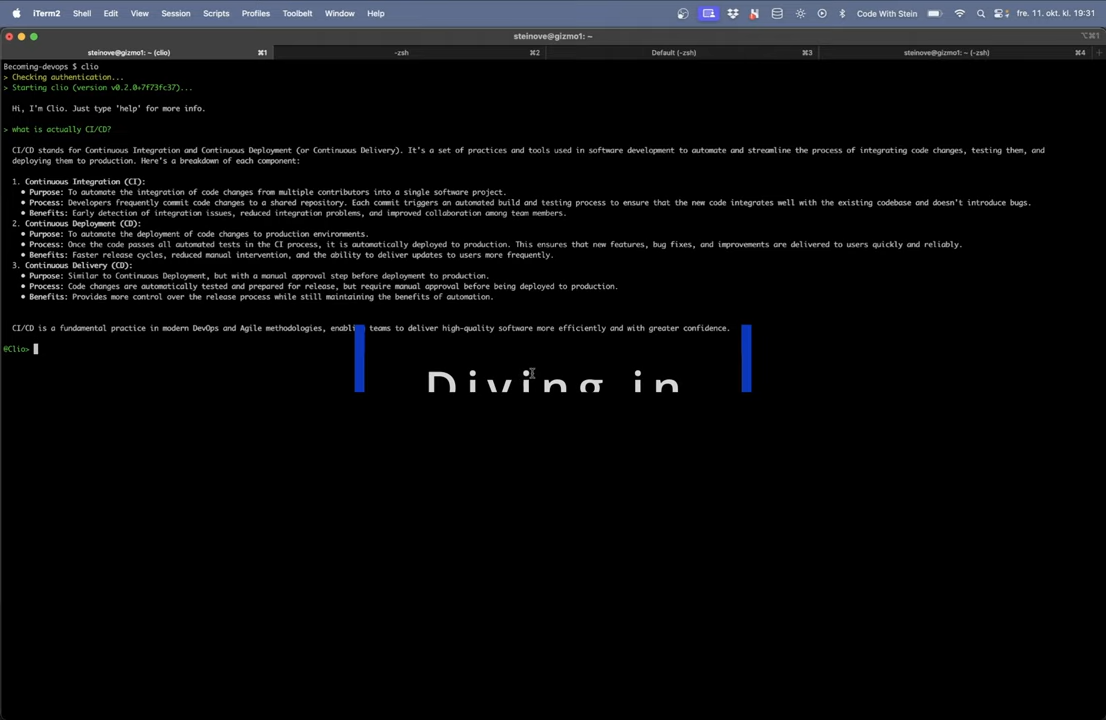 iTerm2 Shell Edit View Session Scripts Profiles Toolbelt Window Help Code With Stein fre. 11. okt. kl. 19:31
steinove@gizmo1: ~ ⌥⌘1
steinove@gizmo1: ~ (clio) ⌘1 -zsh ⌘2 Default (-zsh) ⌘3 steinove@gizmo1: ~ (-zsh) ⌘4
Becoming-devops $ clio
> Checking authentication...
> Starting clio (version v0.2.0+7f73fc37)...
Hi, I'm Clio. Just type 'help' for more info.
> what is actually CI/CD?
CI/CD stands for Continuous Integration and Continuous Deployment (or Continuous Delivery). It's a set of practices and tools used in software development to automate and streamline the process of integrating code changes, testing them, and
deploying them to production. Here's a breakdown of each component:
1. Continuous Integration (CI):
• Purpose: To automate the integration of code changes from multiple contributors into a single software project.
• Process: Developers frequently commit code changes to a shared repository. Each commit triggers an automated build and testing process to ensure that the new code integrates well with the existing codebase and doesn't introduce bugs.
• Benefits: Early detection of integration issues, reduced integration problems, and improved collaboration among team members.
2. Continuous Deployment (CD):
• Purpose: To automate the deployment of code changes to production environments.
• Process: Once the code passes all automated tests in the CI process, it is automatically deployed to production. This ensures that new features, bug fixes, and improvements are delivered to users quickly and reliably.
• Benefits: Faster release cycles, reduced manual intervention, and the ability to deliver updates to users more frequently.
3. Continuous Delivery (CD):
• Purpose: Similar to Continuous Deployment, but with a manual approval step before deployment to production.
• Process: Code changes are automatically tested and prepared for release, but require manual approval before being deployed to production.
• Benefits: Provides more control over the release process while still maintaining the benefits of automation.
CI/CD is a fundamental practice in modern DevOps and Agile methodologies, enabli teams to deliver high-quality software more efficiently and with greater confidence.
@Clio>
Diving in